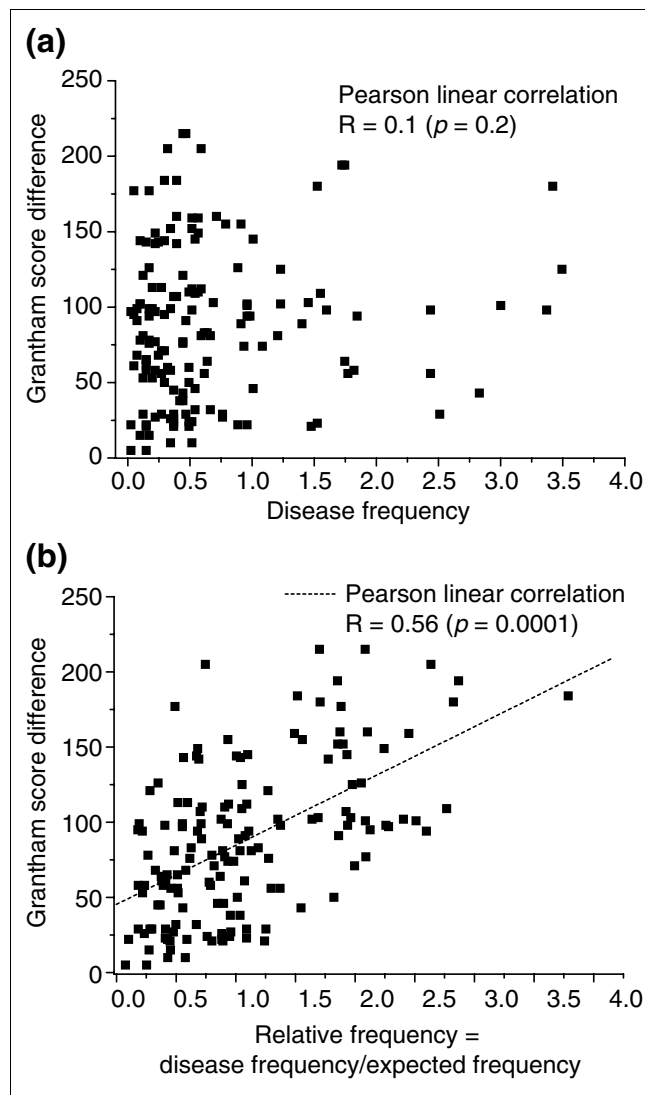 (a)
250
200
150
100
50
0
Grantham score difference
Pearson linear correlation
R = 0.1 (p = 0.2)
0.0 0.5 1.0 1.5 2.0 2.5 3.0 3.5 4.0
Disease frequency
(b)
250
200
150
100
50
0
Grantham score difference
Pearson linear correlation
R = 0.56 (p = 0.0001)
0.0 0.5 1.0 1.5 2.0 2.5 3.0 3.5 4.0
Relative frequency =
disease frequency/expected frequency